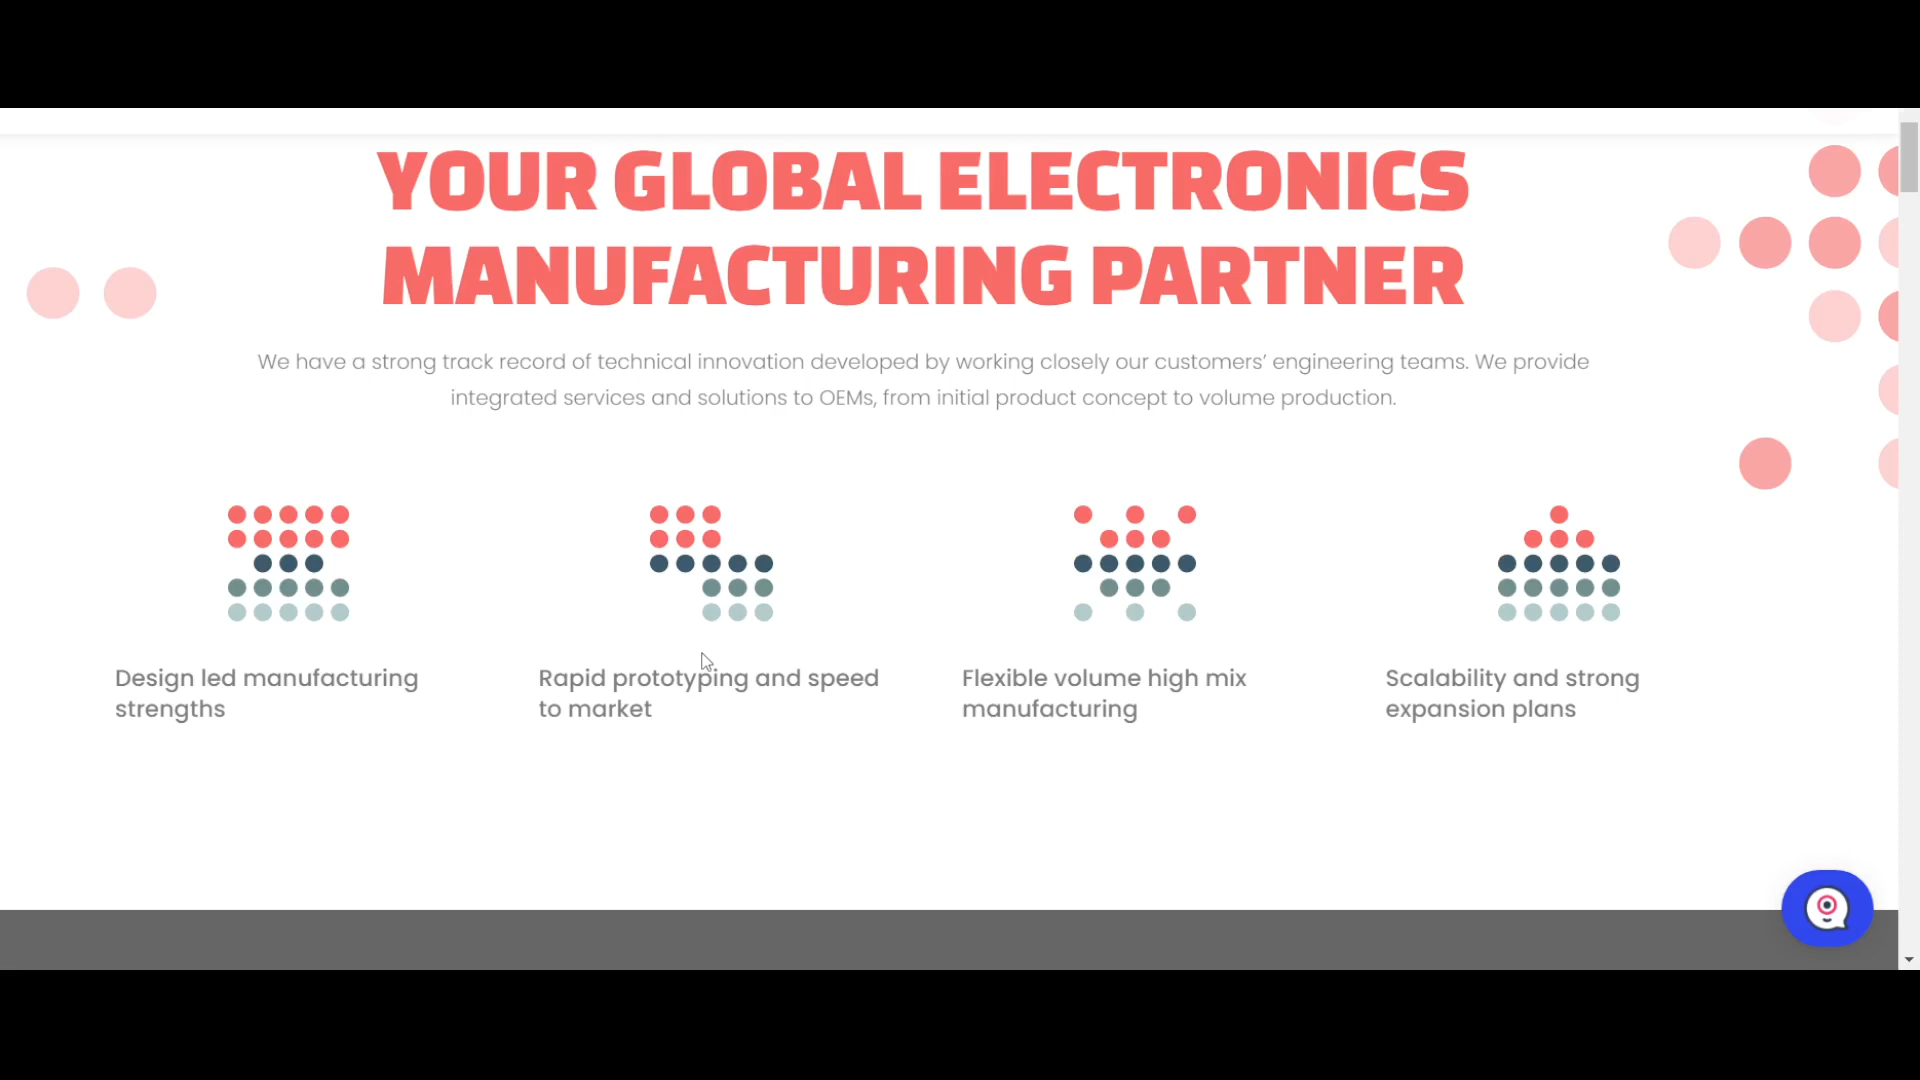 YOUR GLOBAL ELECTRONICS
MANUFACTURING PARTNER
We have a strong track record of technical innovation developed by working closely our customers’ engineering teams. We provide
integrated services and solutions to OEMs, from initial product concept to volume production.
Design led manufacturing
strengths
Rapid prototyping and speed
to market
Flexible volume high mix
manufacturing
Scalability and strong
expansion plans